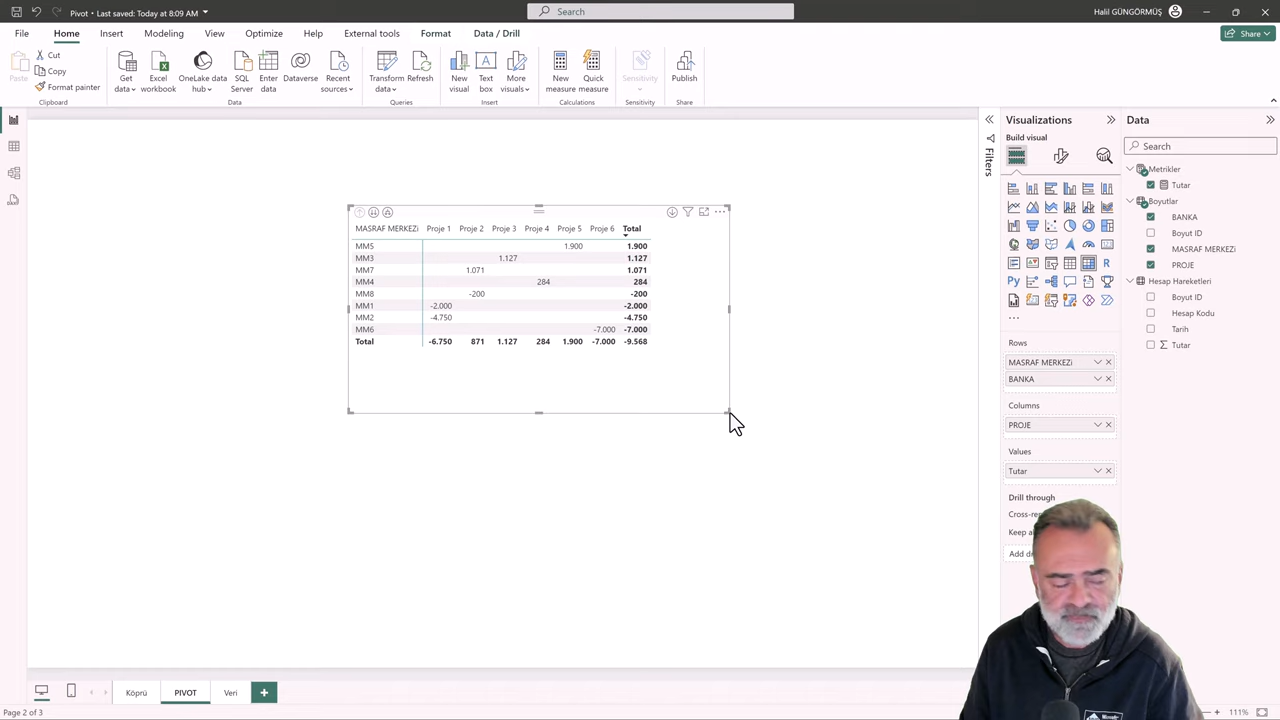 Pivot • Last saved: Today at 8:09 AM
Search
Halil GÜNGÖRMÜŞ
File Home Insert Modeling View Optimize Help External tools Format Data / Drill
Share
Paste
Cut
Copy
Format painter
Clipboard
Get data
Excel workbook
OneLake data hub
SQL Server
Enter data
Dataverse
Recent sources
Data
Transform data
Refresh
Queries
New visual
Text box
More visuals
Insert
New measure
Quick measure
Calculations
Sensitivity
Sensitivity
Publish
Share
MASRAF MERKEZi Proje 1 Proje 2 Proje 3 Proje 4 Proje 5 Proje 6 Total
MM5 1.900 1.900
MM3 1.127 1.127
MM7 1.071 1.071
MM4 284 284
MM8 -200 -200
MM1 -2.000 -2.000
MM2 -4.750 -4.750
MM6 -7.000 -7.000
Total -6.750 871 1.127 284 1.900 -7.000 -9.568
Filters
Visualizations
Build visual
R
Py
Rows
MASRAF MERKEZi
BANKA
Columns
PROJE
Values
Tutar
Drill through
Cross-re
Keep a
Add d
Data
Search
Metrikler
Tutar
Boyutlar
BANKA
Boyut ID
MASRAF MERKEZi
PROJE
Hesap Hareketleri
Boyut ID
Hesap Kodu
Tarih
Σ Tutar
Köprü PIVOT Veri
Page 2 of 3
111%